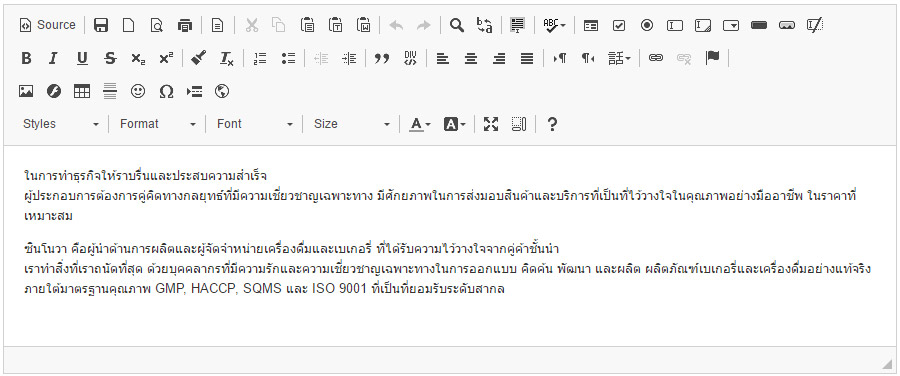 Source
Styles
Format
Font
Size
ในการทำธุรกิจให้ราบรื่นและประสบความสำเร็จ
ผู้ประกอบการต้องการคู่คิดทางกลยุทธ์ที่มีความเชี่ยวชาญเฉพาะทาง มีศักยภาพในการส่งมอบสินค้าและบริการที่เป็นที่ไว้วางใจในคุณภาพอย่างมืออาชีพ ในราคาที่
เหมาะสม
ซินโนวา คือผู้นำด้านการผลิตและผู้จัดจำหน่ายเครื่องดื่มและเบเกอรี่ ที่ได้รับความไว้วางใจจากคู่ค้าชั้นนำ
เราทำสิ่งที่เราถนัดที่สุด ด้วยบุคคลากรที่มีความรักและความเชี่ยวชาญเฉพาะทางในการออกแบบ คิดค้น พัฒนา และผลิต ผลิตภัณฑ์เบเกอรี่และเครื่องดื่มอย่างแท้จริง
ภายใต้มาตรฐานคุณภาพ GMP, HACCP, SQMS และ ISO 9001 ที่เป็นที่ยอมรับระดับสากล